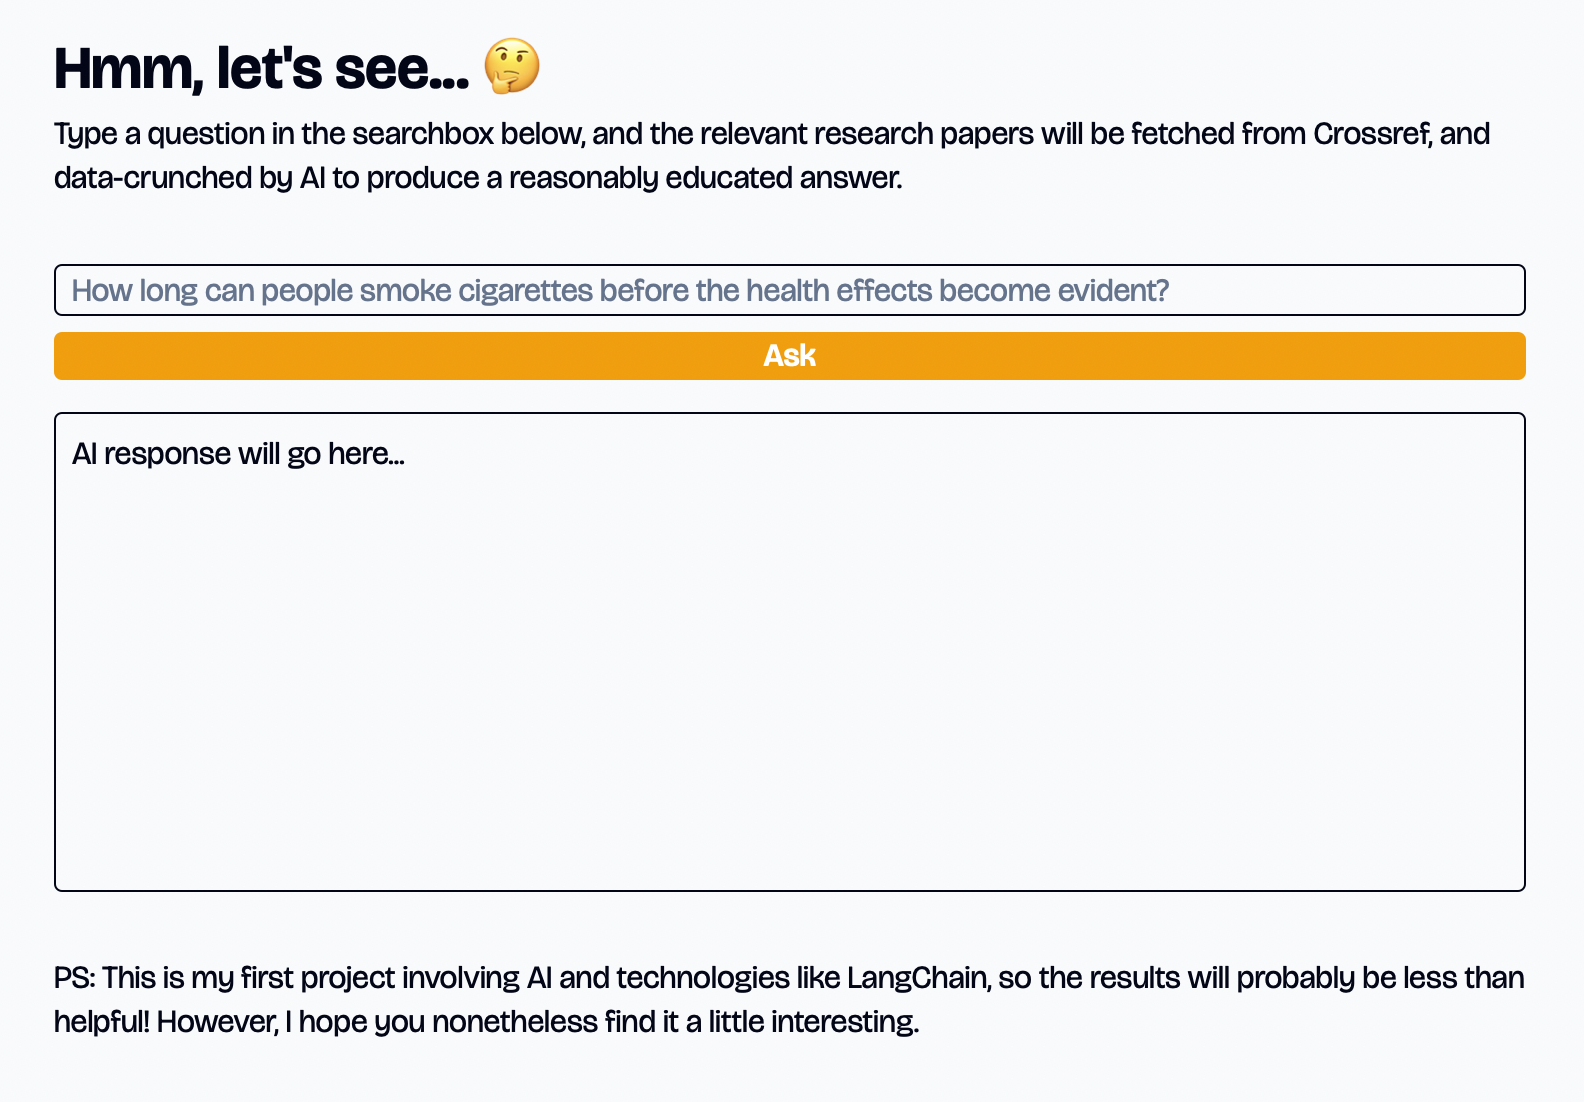 Hmm, let's see... 🤔
Type a question in the searchbox below, and the relevant research papers will be fetched from Crossref, and
data-crunched by AI to produce a reasonably educated answer.
How long can people smoke cigarettes before the health effects become evident?
Ask
AI response will go here...
PS: This is my first project involving AI and technologies like LangChain, so the results will probably be less than
helpful! However, I hope you nonetheless find it a little interesting.